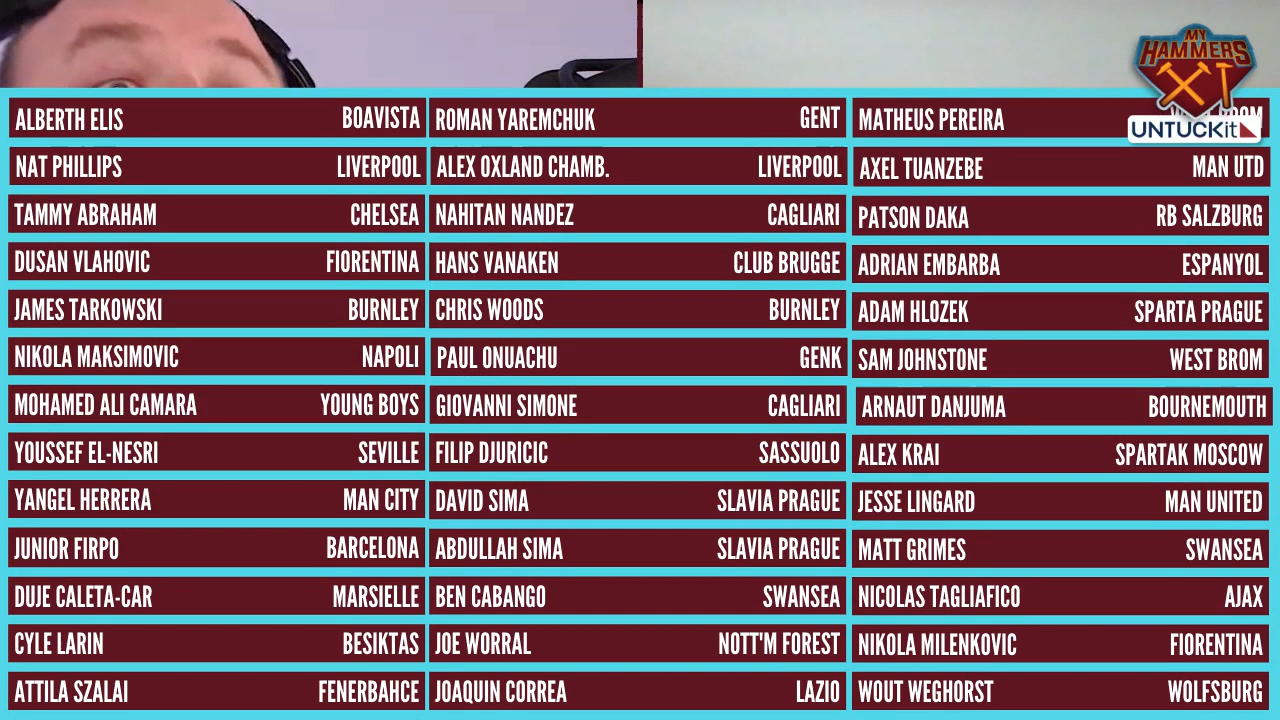 MY
HAMMERS
UNTUCKit
ALBERTH ELIS BOAVISTA
NAT PHILLIPS LIVERPOOL
TAMMY ABRAHAM CHELSEA
DUSAN VLAHOVIC FIORENTINA
JAMES TARKOWSKI BURNLEY
NIKOLA MAKSIMOVIC NAPOLI
MOHAMED ALI CAMARA YOUNG BOYS
YOUSSEF EL-NESRI SEVILLE
YANGEL HERRERA MAN CITY
JUNIOR FIRPO BARCELONA
DUJE CALETA-CAR MARSIELLE
CYLE LARIN BESIKTAS
ATTILA SZALAI FENERBAHCE
ROMAN YAREMCHUK GENT
ALEX OXLAND CHAMB. LIVERPOOL
NAHITAN NANDEZ CAGLIARI
HANS VANAKEN CLUB BRUGGE
CHRIS WOODS BURNLEY
PAUL ONUACHU GENK
GIOVANNI SIMONE CAGLIARI
FILIP DJURICIC SASSUOLO
DAVID SIMA SLAVIA PRAGUE
ABDULLAH SIMA SLAVIA PRAGUE
BEN CABANGO SWANSEA
JOE WORRAL NOTT'M FOREST
JOAQUIN CORREA LAZIO
MATHEUS PEREIRA
AXEL TUANZEBE MAN UTD
PATSON DAKA RB SALZBURG
ADRIAN EMBARBA ESPANYOL
ADAM HLOZEK SPARTA PRAGUE
SAM JOHNSTONE WEST BROM
ARNAUT DANJUMA BOURNEMOUTH
ALEX KRAI SPARTAK MOSCOW
JESSE LINGARD MAN UNITED
MATT GRIMES SWANSEA
NICOLAS TAGLIAFICO AJAX
NIKOLA MILENKOVIC FIORENTINA
WOUT WEGHORST WOLFSBURG